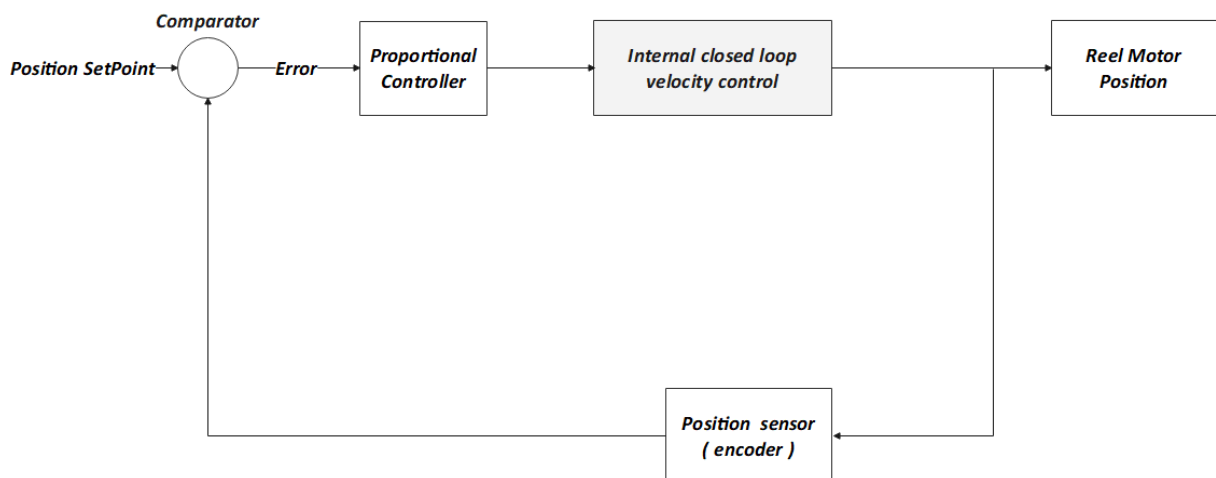 Comparator
Position SetPoint
Error
Proportional
Controller
Internal closed loop
velocity control
Reel Motor
Position
Position sensor
( encoder )